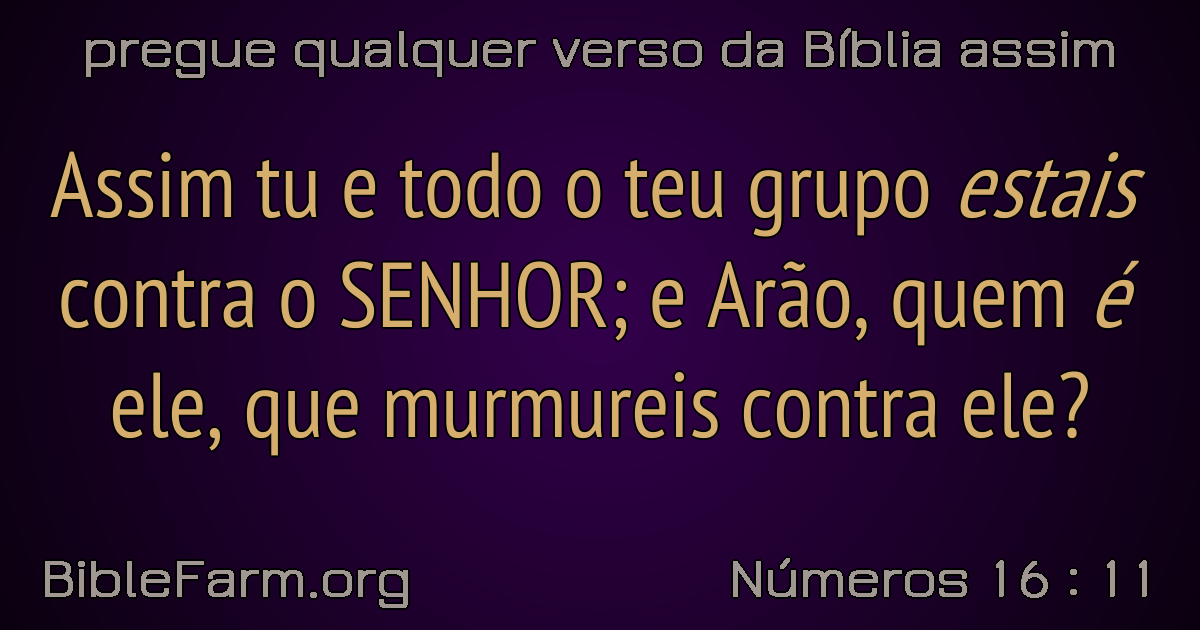 pregue qualquer verso da Bíblia assim
Assim tu e todo o teu grupo estais
contra o SENHOR; e Arão, quem é
ele, que murmureis contra ele?
BibleFarm.org
Números 16 : 11